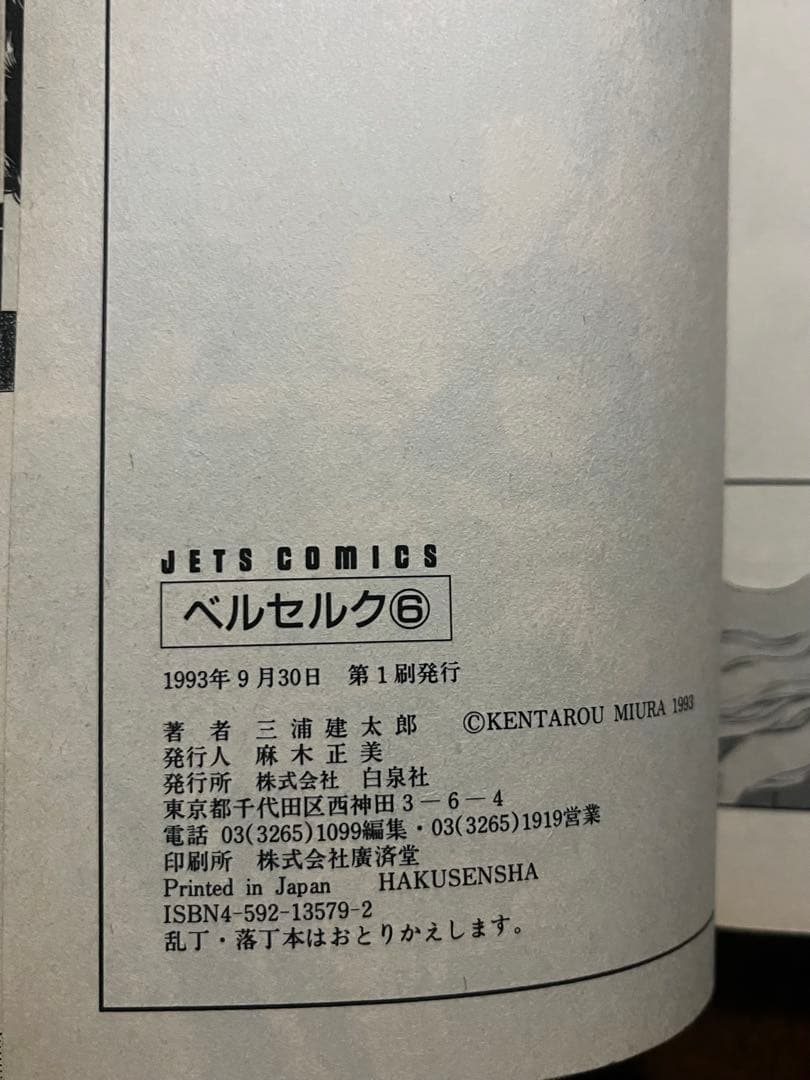 JETS COMICS
ベルセルク⑥
1993年9月30日 第1刷発行
著者 三浦建太郎 ©KENTAROU MIURA 1993
発行人 麻木正美
発行所 株式会社 白泉社
東京都千代田区西神田3－6－4
電話 03(3265)1099編集・03(3265)1919営業
印刷所 株式会社廣済堂
Printed in Japan HAKUSENSHA
ISBN4-592-13579-2
乱丁・落丁本はおとりかえします。